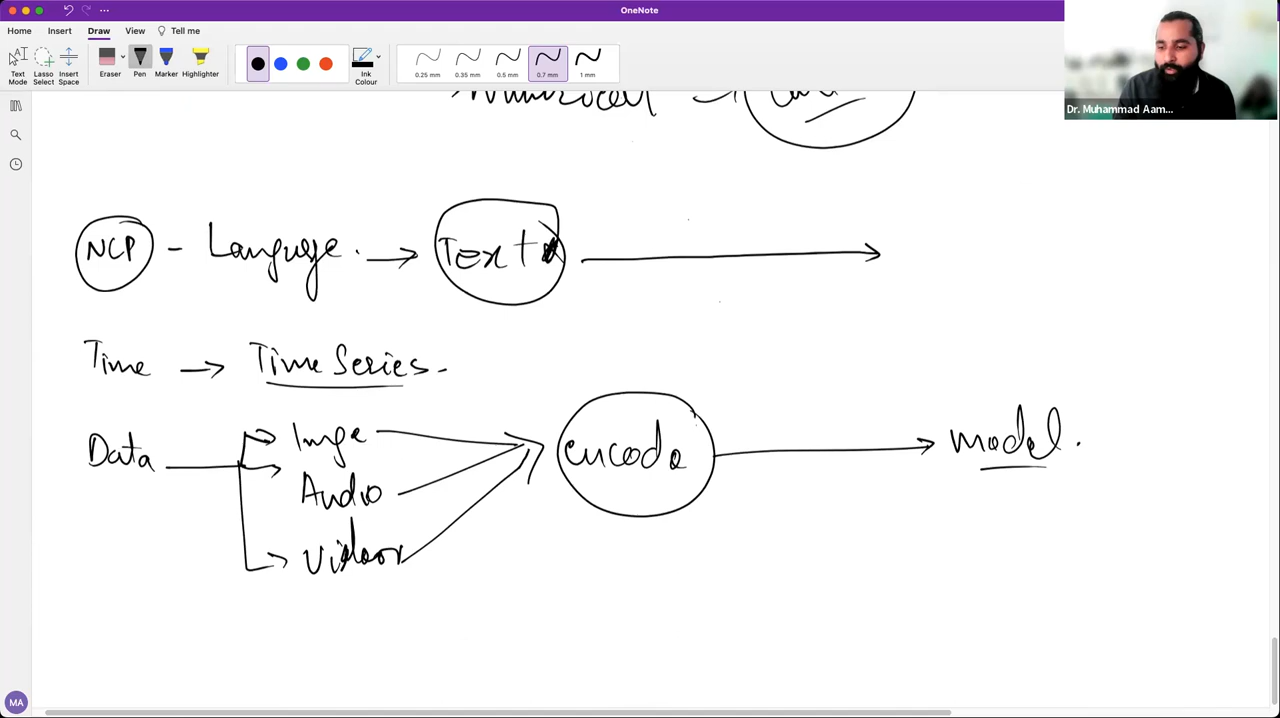 OneNote
Home Insert Draw View Tell me
Text Mode Lasso Select Insert Space Eraser Pen Marker Highlighter Ink Colour 0.25 mm 0.35 mm 0.5 mm 0.7 mm 1 mm
Dr. Muhammad Aam...
NCP - Language. → Text
Time → Time Series.
Data Imge encode → model.
Audio
Videor
MA